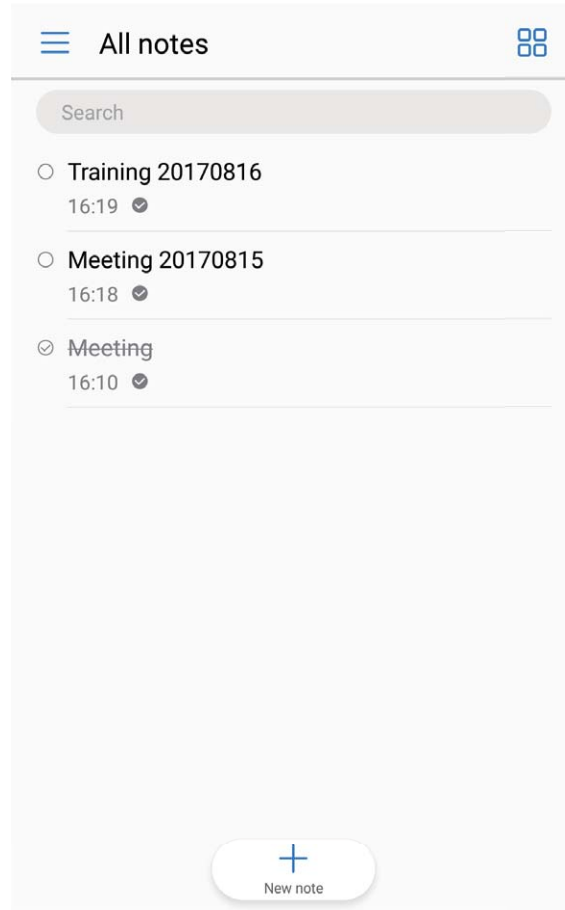 All notes
Search
Training 20170816
16:19
Meeting 20170815
16:18
Meeting
16:10
New note